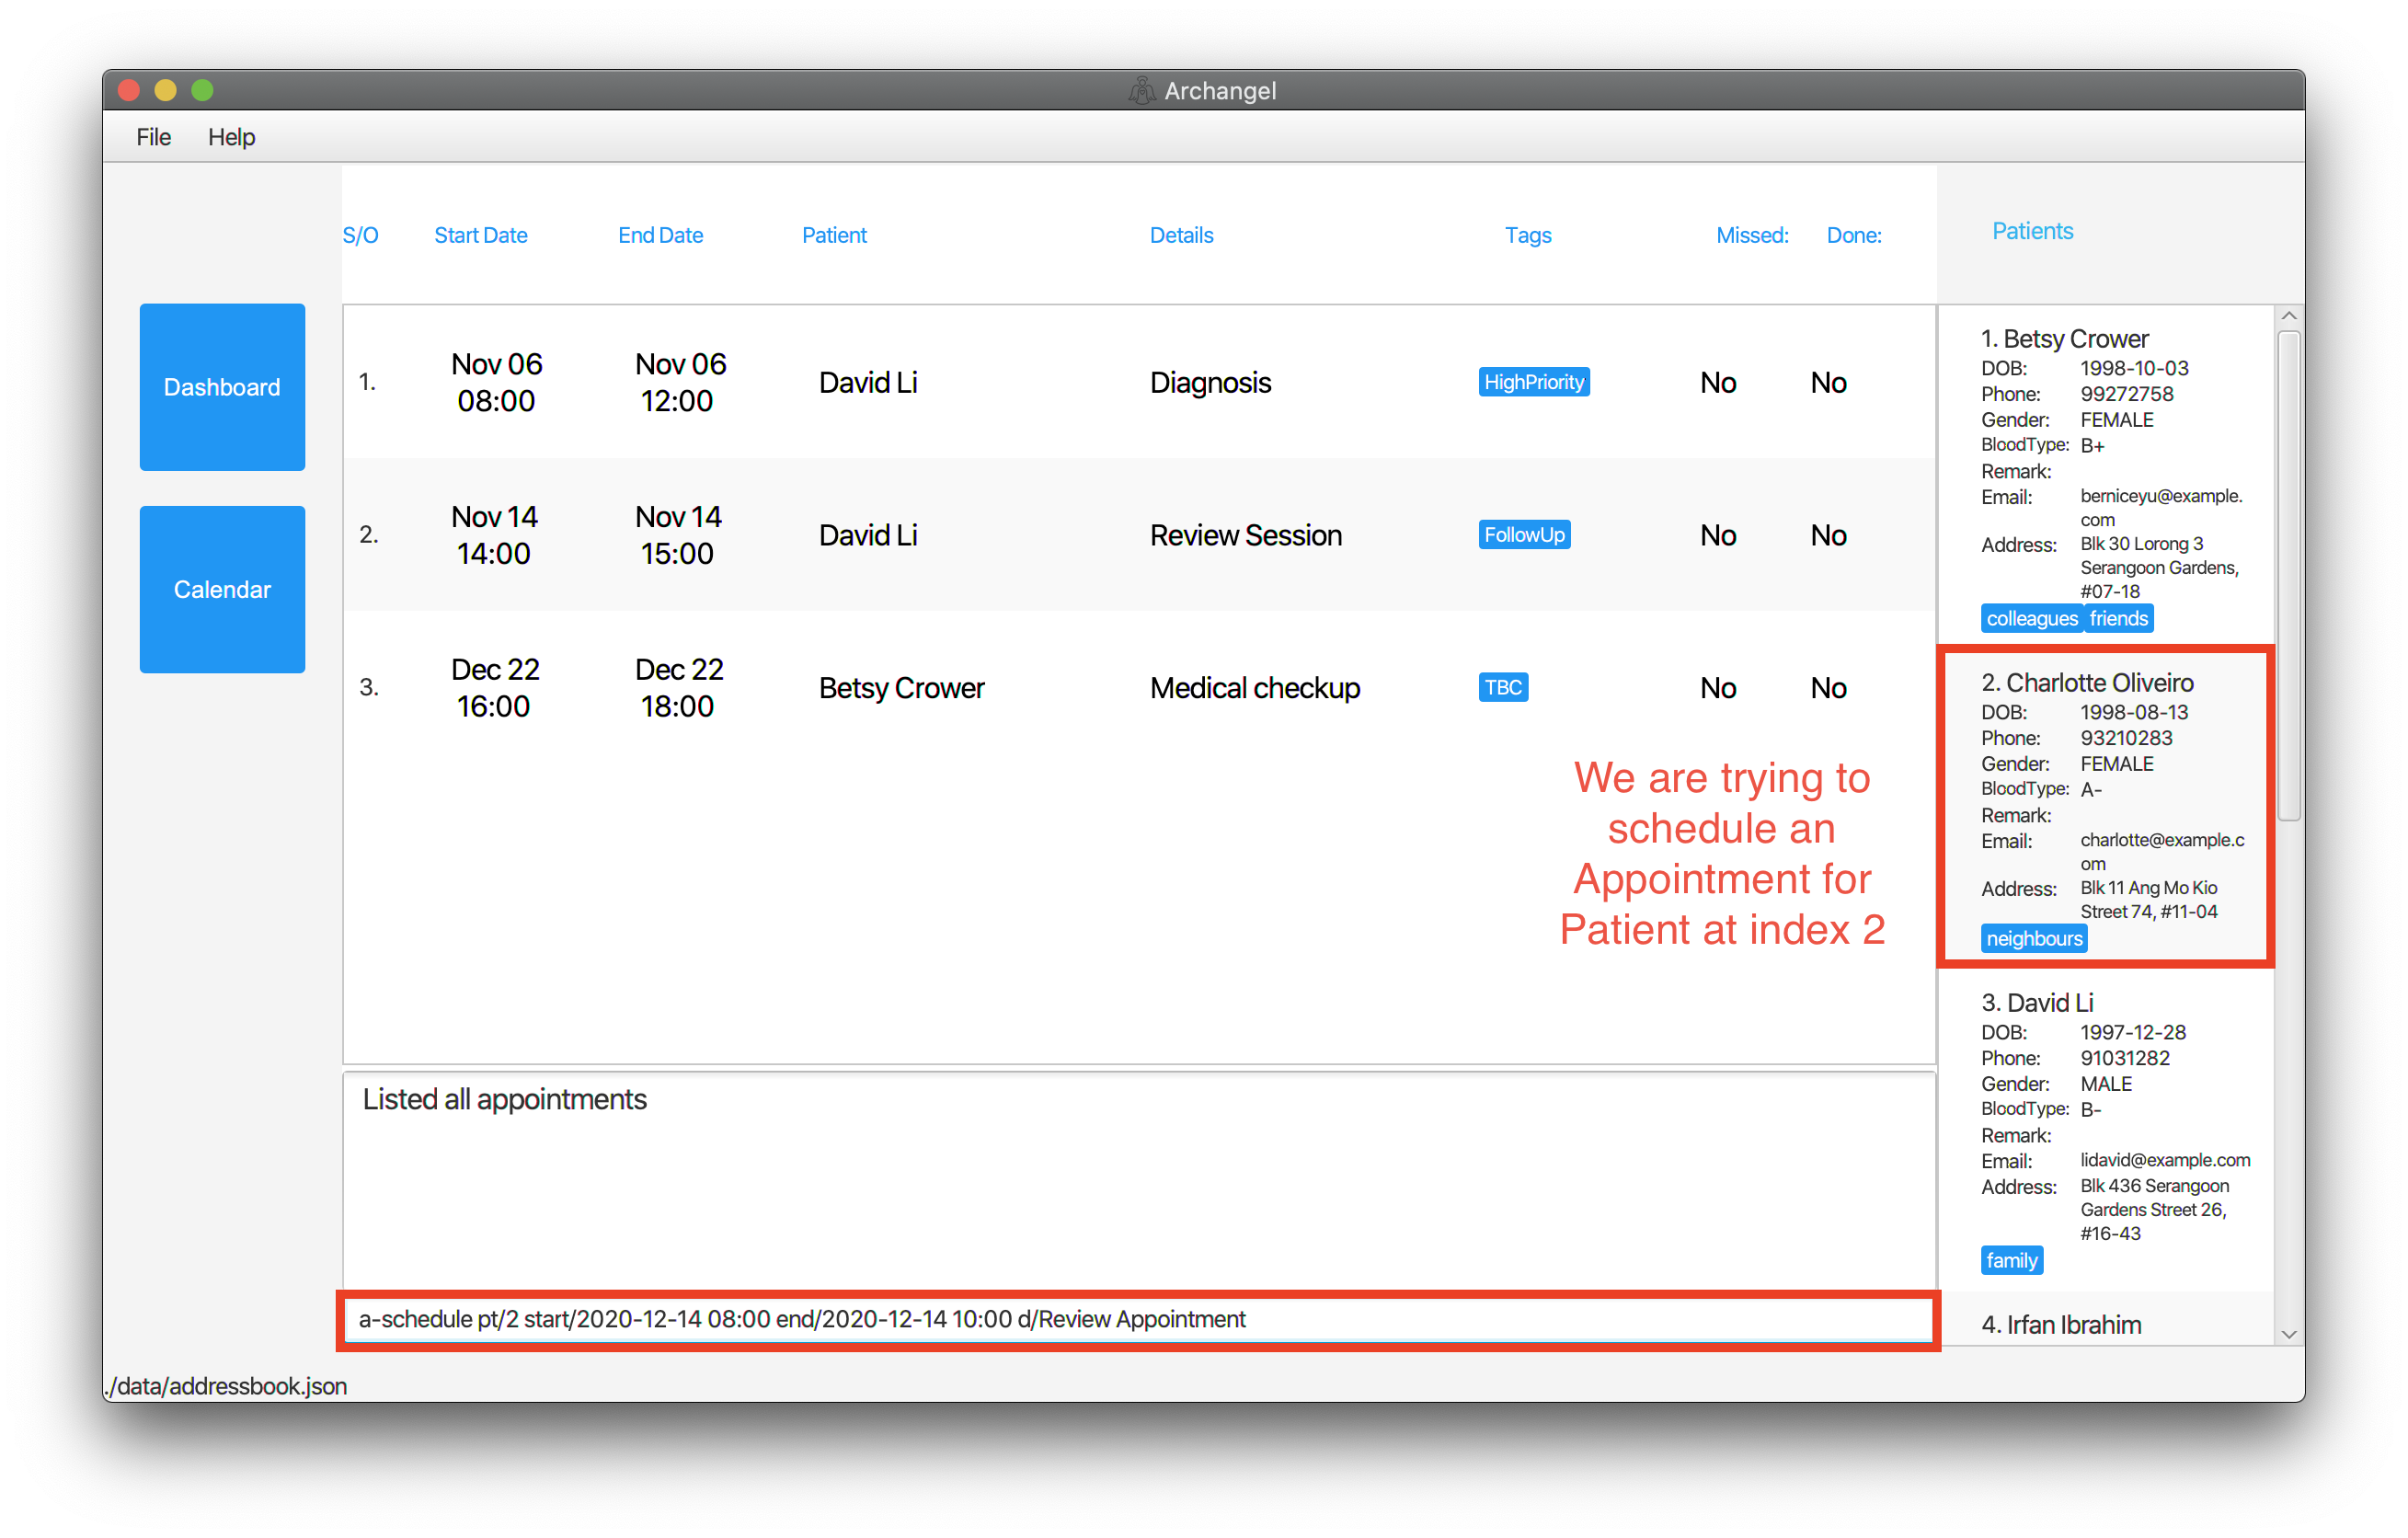 Archangel
File Help
S/O Start Date End Date Patient Details Tags Missed: Done:
Dashboard
Calendar
1. Nov 06 08:00 Nov 06 12:00 David Li Diagnosis HighPriority No No
2. Nov 14 14:00 Nov 14 15:00 David Li Review Session FollowUp No No
3. Dec 22 16:00 Dec 22 18:00 Betsy Crower Medical checkup TBC No No
We are trying to
schedule an
Appointment for
Patient at index 2
Listed all appointments
a-schedule pt/2 start/2020-12-14 08:00 end/2020-12-14 10:00 d/Review Appointment
Patients
1. Betsy Crower
DOB: 1998-10-03
Phone: 99272758
Gender: FEMALE
BloodType: B+
Remark:
Email: berniceyu@example.
com
Address: Blk 30 Lorong 3
Serangoon Gardens,
#07-18
colleagues friends
2. Charlotte Oliveiro
DOB: 1998-08-13
Phone: 93210283
Gender: FEMALE
BloodType: A-
Remark:
Email: charlotte@example.c
om
Address: Blk 11 Ang Mo Kio
Street 74, #11-04
neighbours
3. David Li
DOB: 1997-12-28
Phone: 91031282
Gender: MALE
BloodType: B-
Remark:
Email: lidavid@example.com
Address: Blk 436 Serangoon
Gardens Street 26,
#16-43
family
4. Irfan Ibrahim
./data/addressbook.json